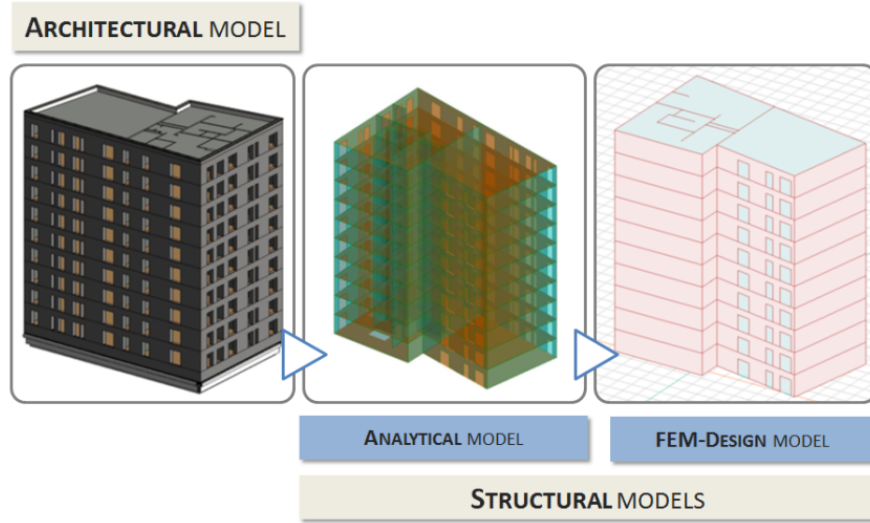 ARCHITECTURAL MODEL
ANALYTICAL MODEL
FEM-DESIGN MODEL
STRUCTURAL MODELS